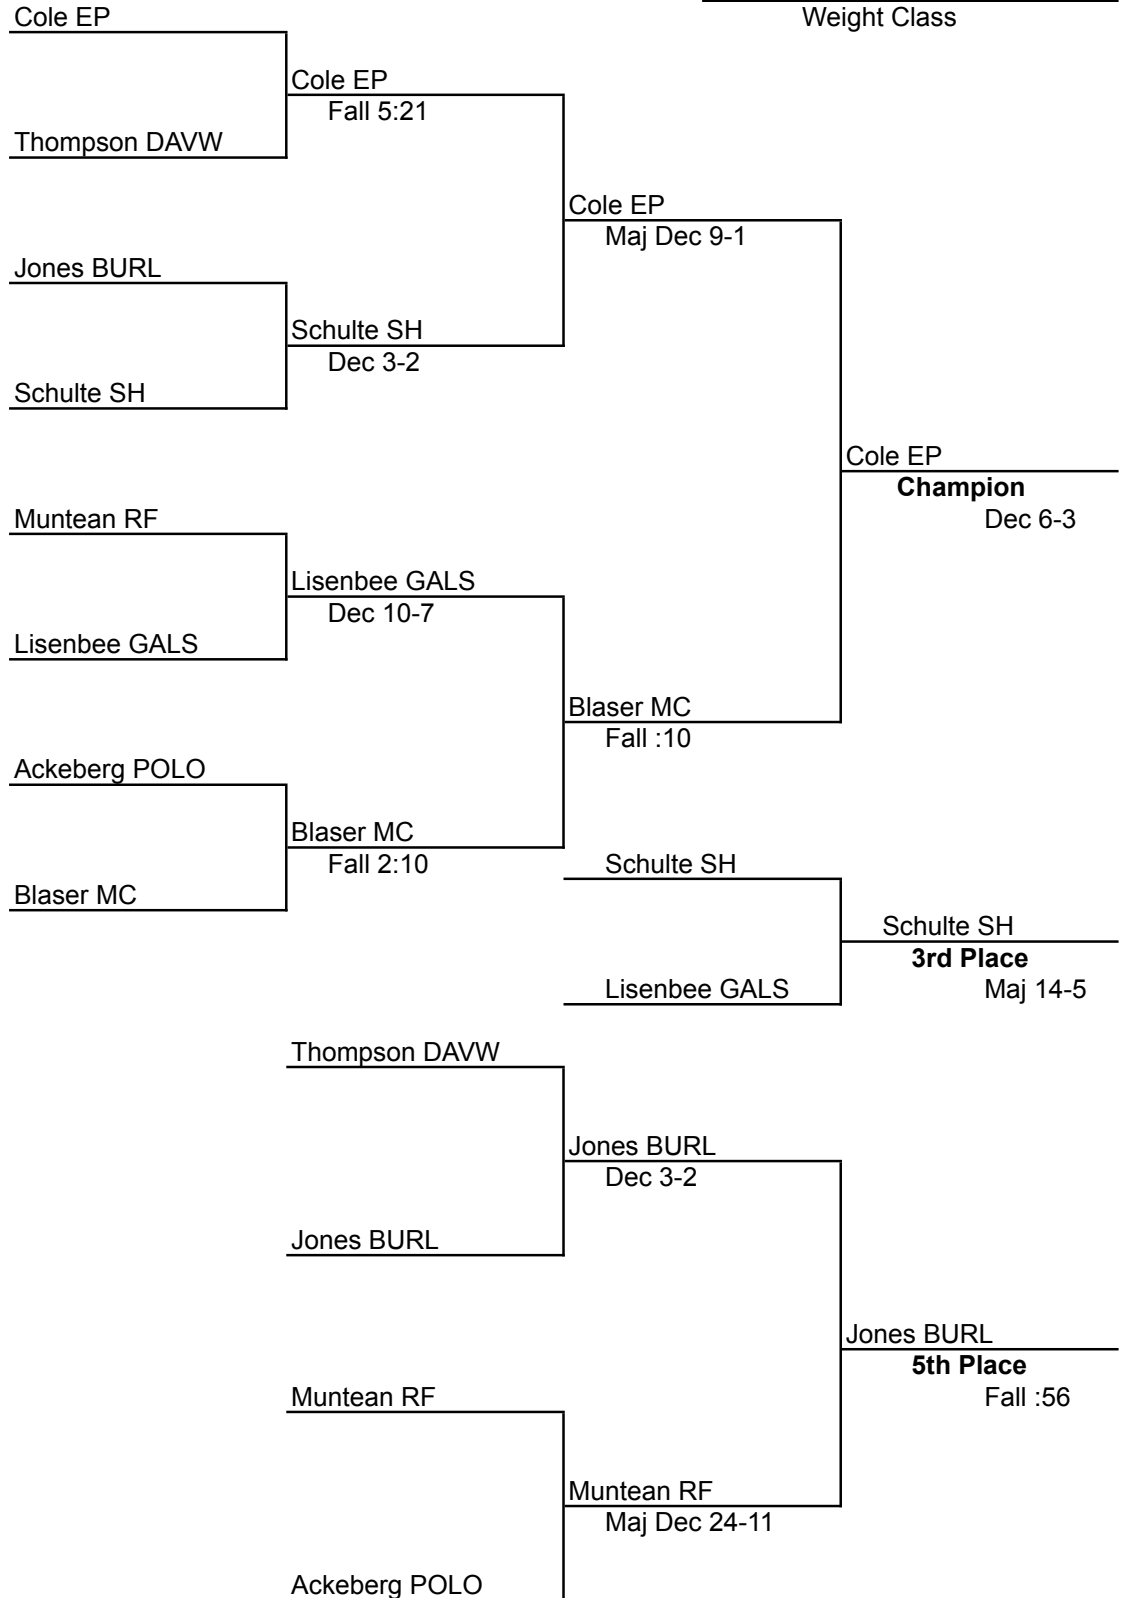 Cole EP
Weight Class
Cole EP
Fall 5:21
Thompson DAVW
Cole EP
Maj Dec 9-1
Jones BURL
Schulte SH
Dec 3-2
Schulte SH
Cole EP
Champion
Dec 6-3
Muntean RF
Lisenbee GALS
Dec 10-7
Lisenbee GALS
Blaser MC
Fall :10
Ackeberg POLO
Blaser MC
Fall 2:10
Schulte SH
Blaser MC
Schulte SH
3rd Place
Maj 14-5
Lisenbee GALS
Thompson DAVW
Jones BURL
Dec 3-2
Jones BURL
Jones BURL
5th Place
Fall :56
Muntean RF
Muntean RF
Maj Dec 24-11
Ackeberg POLO